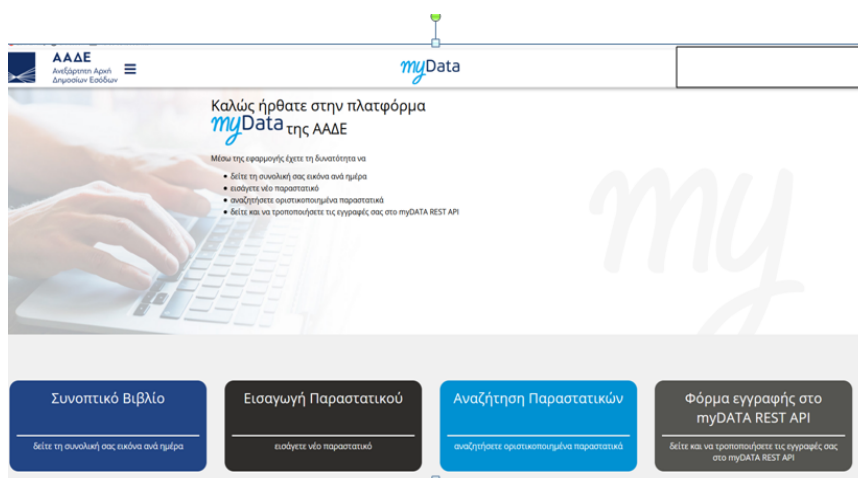 ΑΑΔΕ
Ανεξάρτητη Αρχή
Δημοσίων Εσόδων
myData
Καλώς ήρθατε στην πλατφόρμα
myData της ΑΑΔΕ
Μέσω της εφαρμογής έχετε τη δυνατότητα να
δείτε τη συνολική σας εικόνα ανά ημέρα
εισάγετε νέο παραστατικό
αναζητήσετε οριστικοποιημένα παραστατικά
δείτε και να τροποποιήσετε τις εγγραφές σας στο myDATA REST API
my
Συνοπτικό Βιβλίο
δείτε τη συνολική σας εικόνα ανά ημέρα
Εισαγωγή Παραστατικού
εισάγετε νέο παραστατικό
Αναζήτηση Παραστατικών
αναζητήσετε οριστικοποιημένα παραστατικά
Φόρμα εγγραφής στο
myDATA REST API
δείτε και να τροποποιήσετε τις εγγραφές σας
στο myDATA REST API